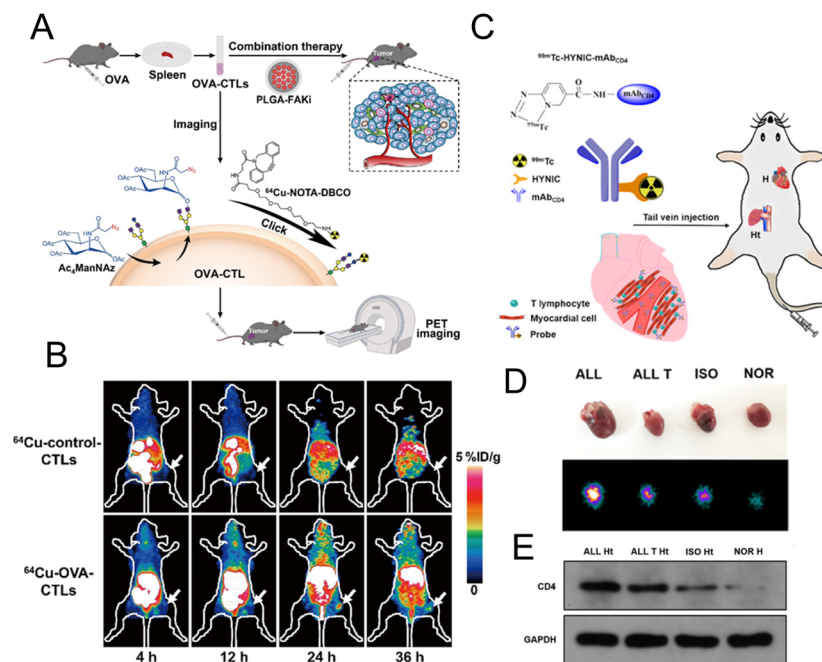 A
OVA
Spleen
OVA-CTLs
Combination therapy
PLGA-FAKi
Tumor
Imaging
64Cu-NOTA-DBCO
Click
Ac4ManNAz
OVA-CTL
Tumor
PET
imaging
B
64Cu-control-
CTLs
64Cu-OVA-
CTLs
4 h 12 h 24 h 36 h
5 %ID/g
0
C
99mTc-HYNIC-mAbCD4
N
N
N
99mTc
O
C
NH
mAbCD4
99mTc
HYNIC
mAbCD4
Tail vein injection
H
Ht
T lymphocyte
Myocardial cell
Probe
D
ALL ALL T ISO NOR
E
ALL Ht ALL T Ht ISO Ht NOR H
CD4
GAPDH